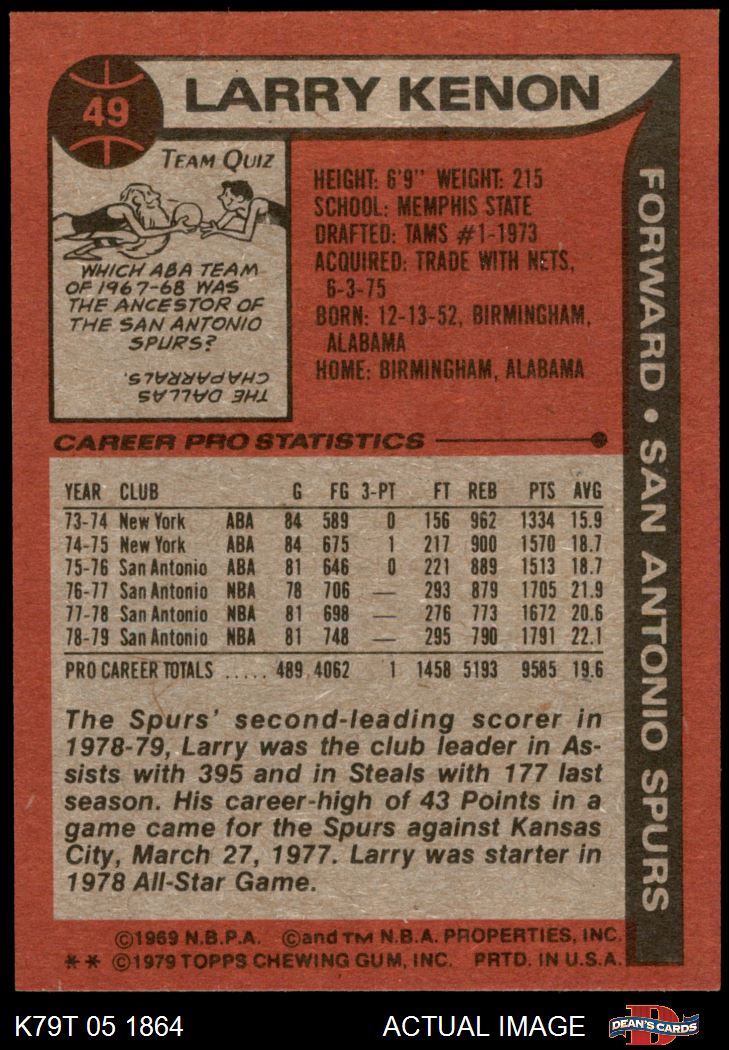 49
LARRY KENON
TEAM QUIZ
WHICH ABA TEAM
OF 1967-68 WAS
THE ANCESTOR OF
THE SAN ANTONIO
SPURS?
THE DALLAS
CHAPARRALS.
HEIGHT: 6'9" WEIGHT: 215
SCHOOL: MEMPHIS STATE
DRAFTED: TAMS #1-1973
ACQUIRED: TRADE WITH NETS,
6-3-75
BORN: 12-13-52, BIRMINGHAM,
ALABAMA
HOME: BIRMINGHAM, ALABAMA
FORWARD • SAN ANTONIO SPURS
CAREER PRO STATISTICS
YEAR CLUB G FG 3-PT FT REB PTS AVG
73-74 New York ABA 84 589 0 156 962 1334 15.9
74-75 New York ABA 84 675 1 217 900 1570 18.7
75-76 San Antonio ABA 81 646 0 221 889 1513 18.7
76-77 San Antonio NBA 78 706 — 293 879 1705 21.9
77-78 San Antonio NBA 81 698 — 276 773 1672 20.6
78-79 San Antonio NBA 81 748 — 295 790 1791 22.1
PRO CAREER TOTALS ..... 489 4062 1 1458 5193 9585 19.6
The Spurs' second-leading scorer in
1978-79, Larry was the club leader in As-
sists with 395 and in Steals with 177 last
season. His career-high of 43 Points in a
game came for the Spurs against Kansas
City, March 27, 1977. Larry was starter in
1978 All-Star Game.
©1969 N.B.P.A. ©and TM N.B.A. PROPERTIES, INC.
** ©1979 TOPPS CHEWING GUM, INC. PRTD. IN U.S.A.
K79T 05 1864 ACTUAL IMAGE DEAN'S CARDS